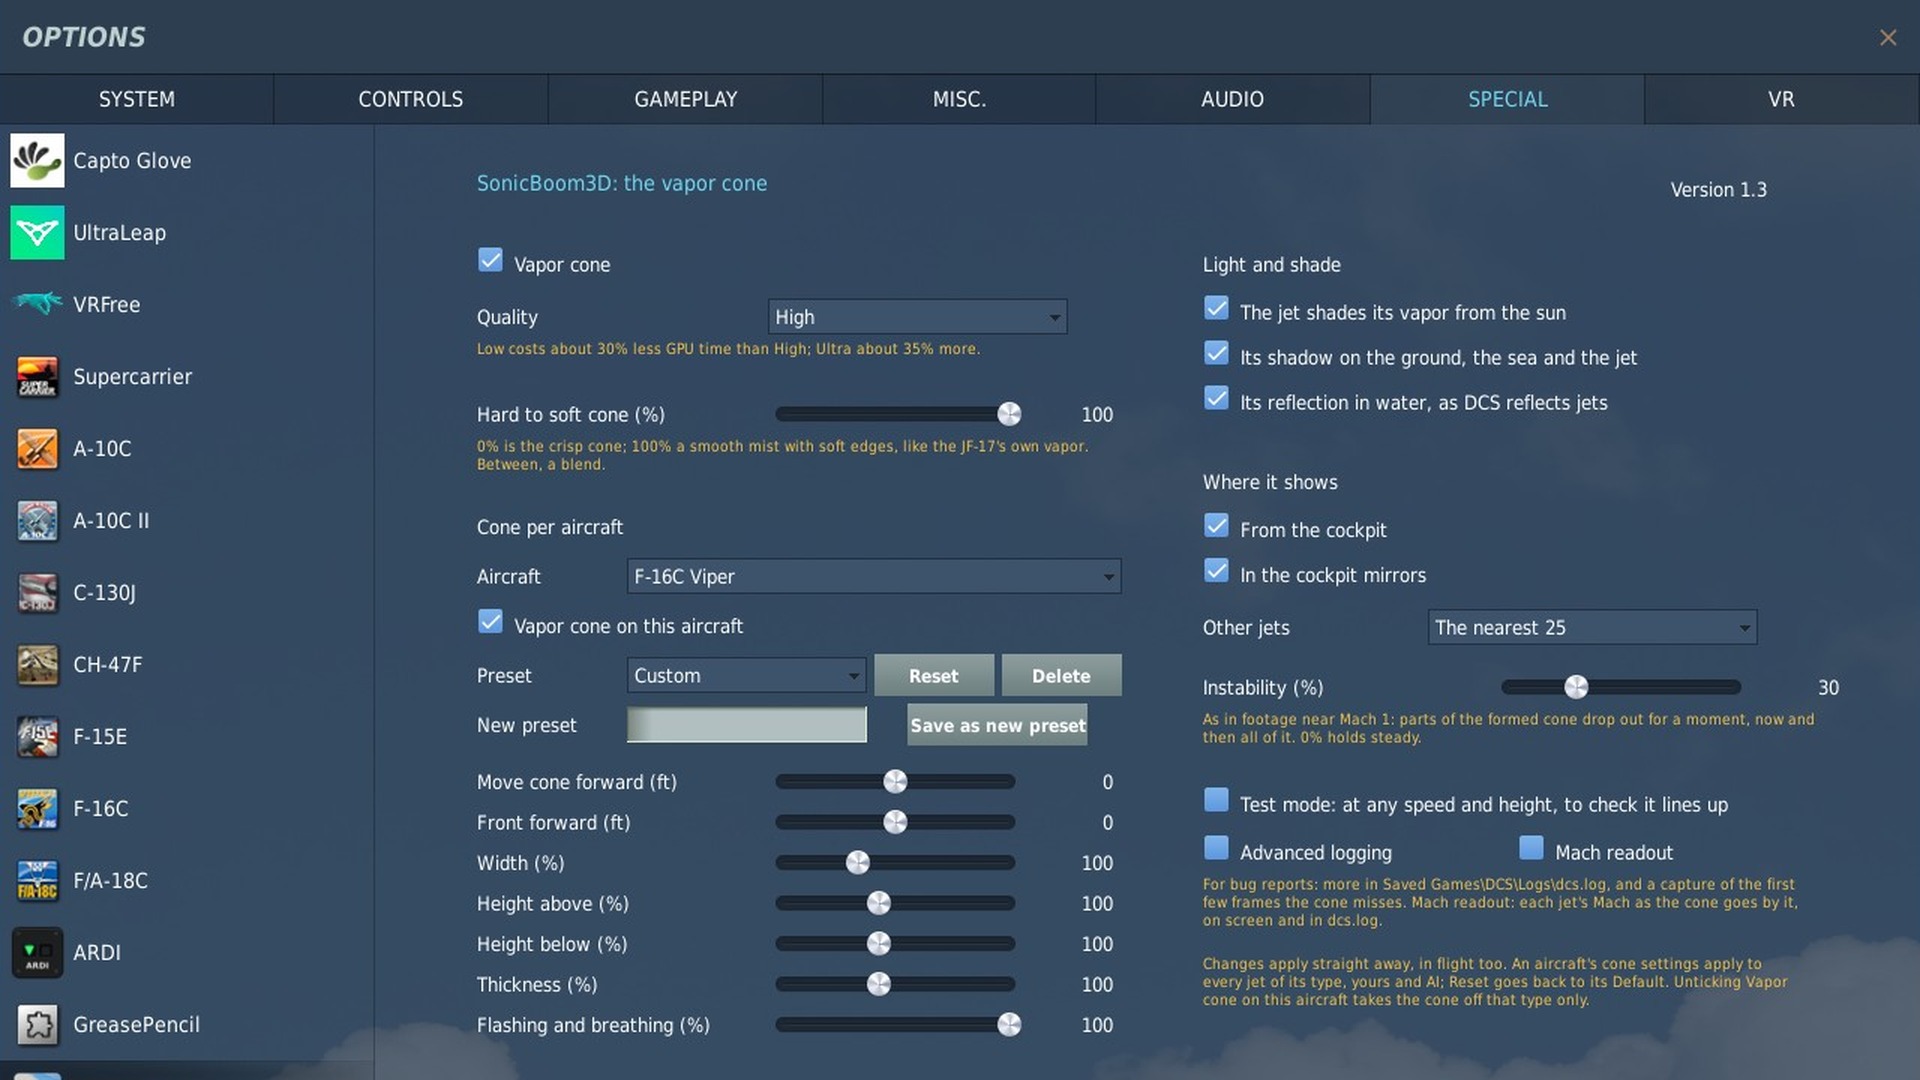 OPTIONS
SYSTEM
CONTROLS
GAMEPLAY
MISC.
AUDIO
SPECIAL
VR
Capto Glove
UltraLeap
VRFree
Supercarrier
A-10C
A-10C II
C-130J
CH-47F
F-15E
F-16C
F/A-18C
ARDI
GreasePencil
SonicBoom3D: the vapor cone
Version 1.3
Vapor cone
Quality
High
Low costs about 30% less GPU time than High; Ultra about 35% more.
Hard to soft cone (%)
100
0% is the crisp cone; 100% a smooth mist with soft edges, like the JF-17's own vapor.
Between, a blend.
Cone per aircraft
Aircraft
F-16C Viper
Vapor cone on this aircraft
Preset
Custom
Reset
Delete
New preset
Save as new preset
Move cone forward (ft)
0
Front forward (ft)
0
Width (%)
100
Height above (%)
100
Height below (%)
100
Thickness (%)
100
Flashing and breathing (%)
100
Light and shade
The jet shades its vapor from the sun
Its shadow on the ground, the sea and the jet
Its reflection in water, as DCS reflects jets
Where it shows
From the cockpit
In the cockpit mirrors
Other jets
The nearest 25
Instability (%)
30
As in footage near Mach 1: parts of the formed cone drop out for a moment, now and
then all of it. 0% holds steady.
Test mode: at any speed and height, to check it lines up
Advanced logging
Mach readout
For bug reports: more in Saved Games\DCS\Logs\dcs.log, and a capture of the first
few frames the cone misses. Mach readout: each jet's Mach as the cone goes by it,
on screen and in dcs.log.
Changes apply straight away, in flight too. An aircraft's cone settings apply to
every jet of its type, yours and AI; Reset goes back to its Default. Unticking Vapor
cone on this aircraft takes the cone off that type only.
SUPER
CARRIER
F15E
F/A-18C
ARDI